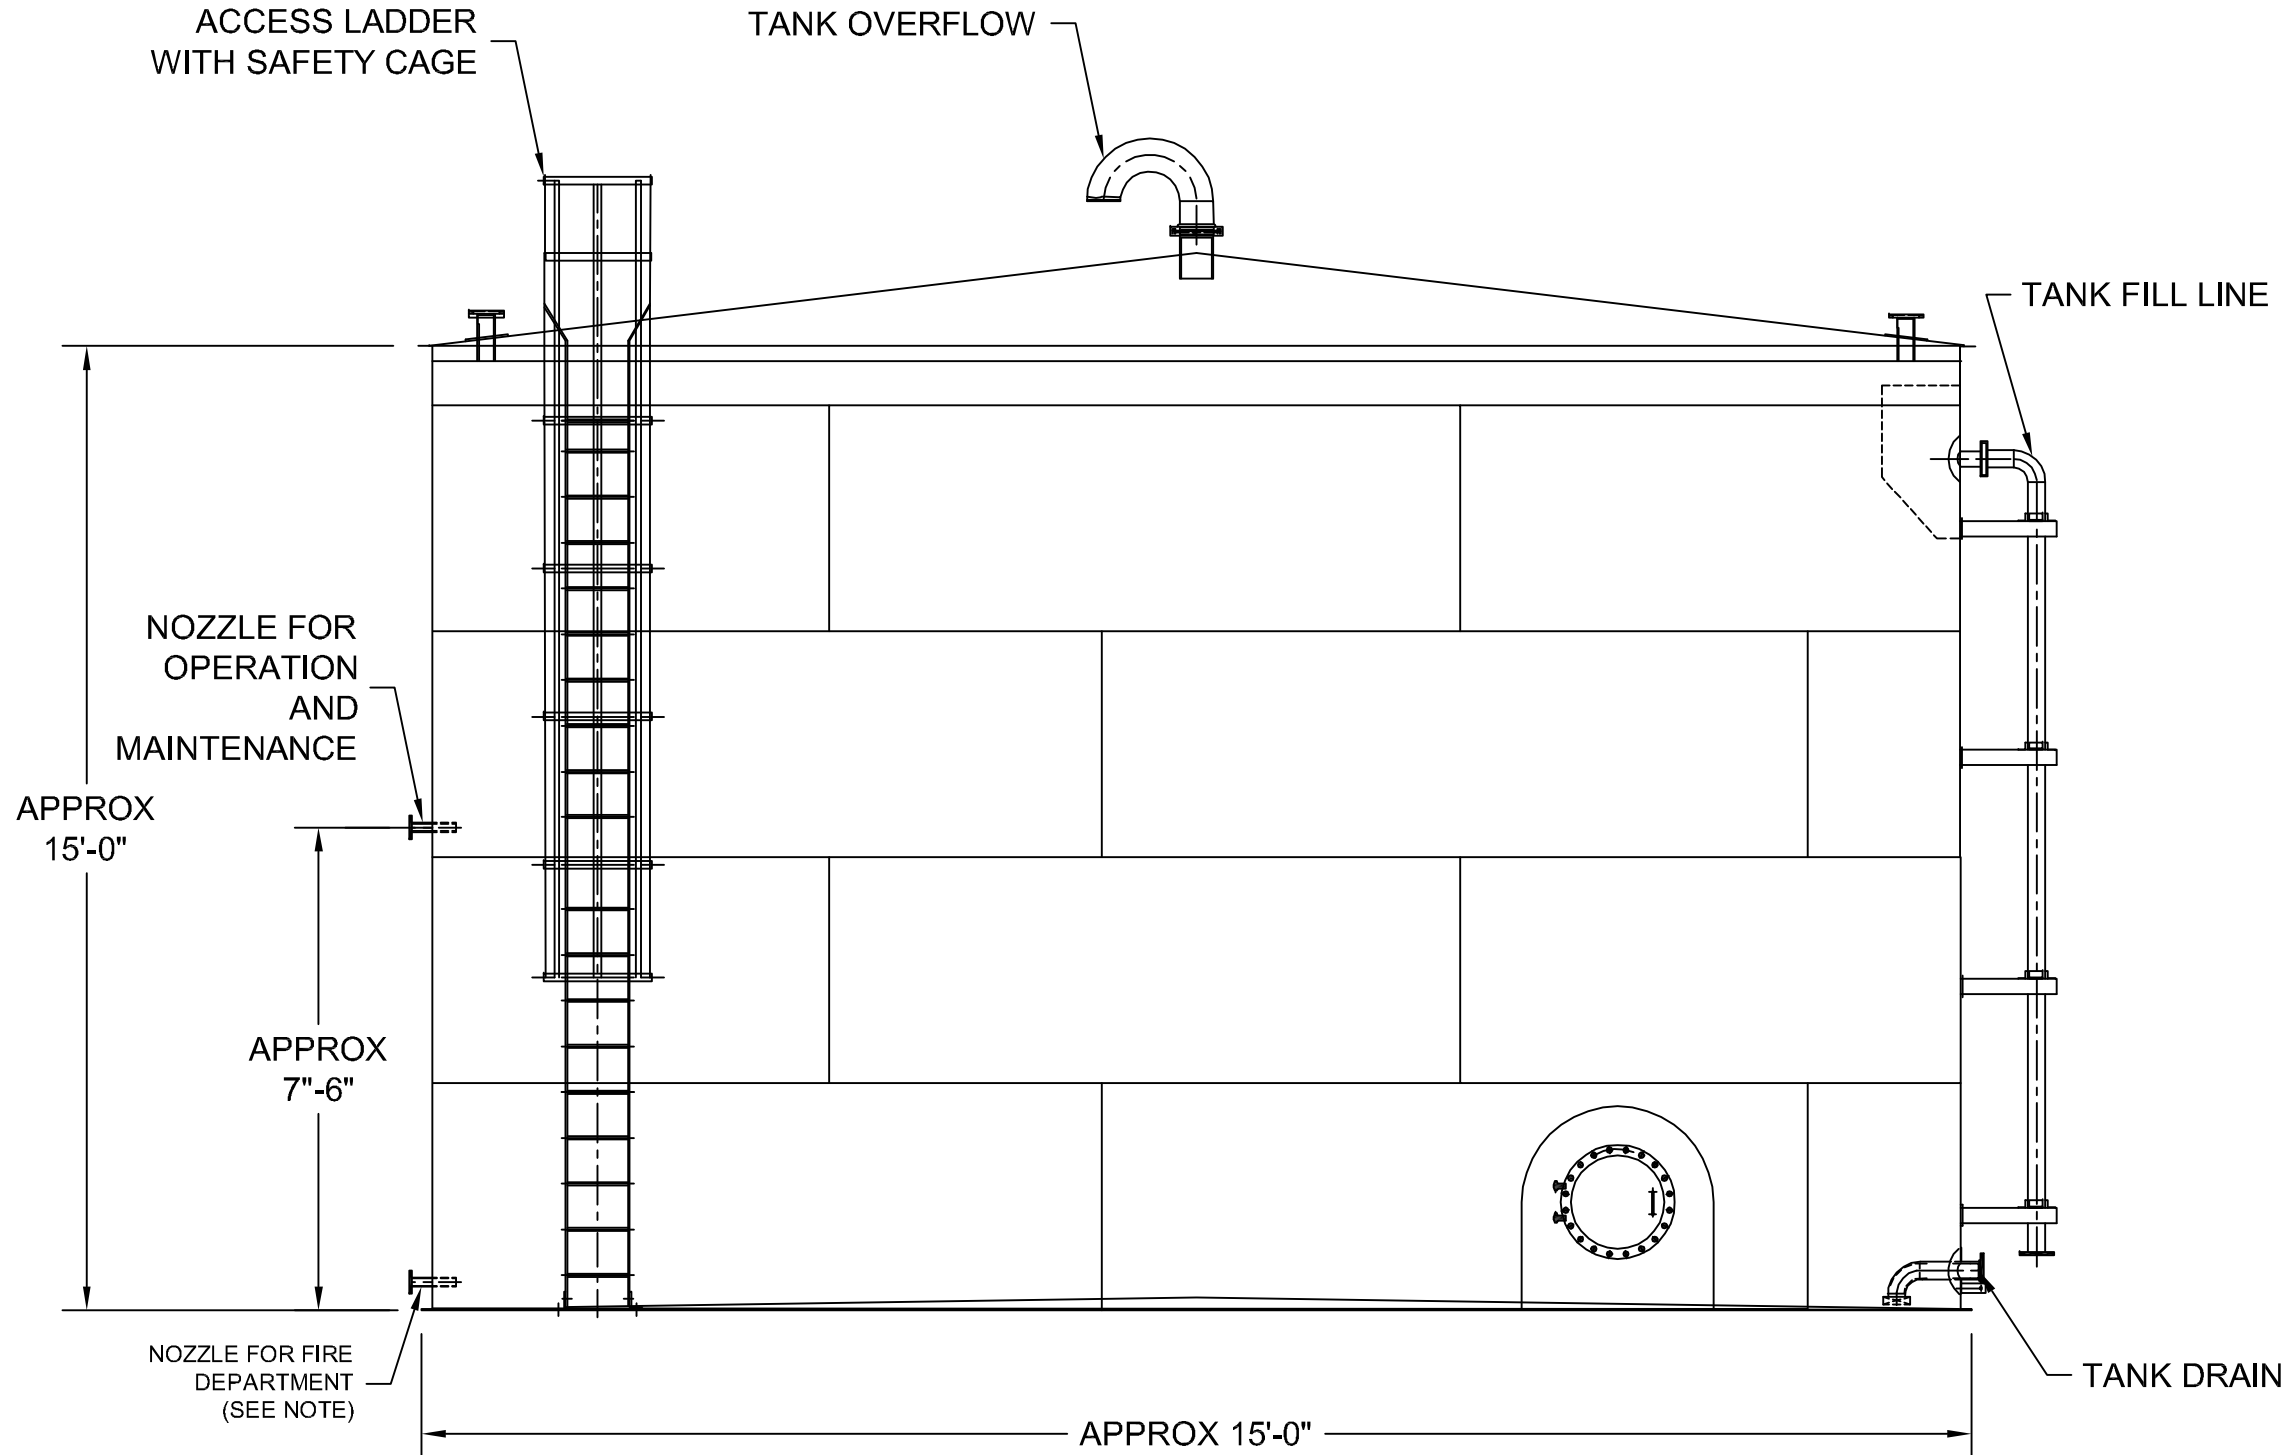 ACCESS LADDER
WITH SAFETY CAGE
TANK OVERFLOW
TANK FILL LINE
NOZZLE FOR
OPERATION
AND
MAINTENANCE
APPROX
15'-0"
APPROX
7"-6"
NOZZLE FOR FIRE
DEPARTMENT
(SEE NOTE)
TANK DRAIN
APPROX 15'-0"